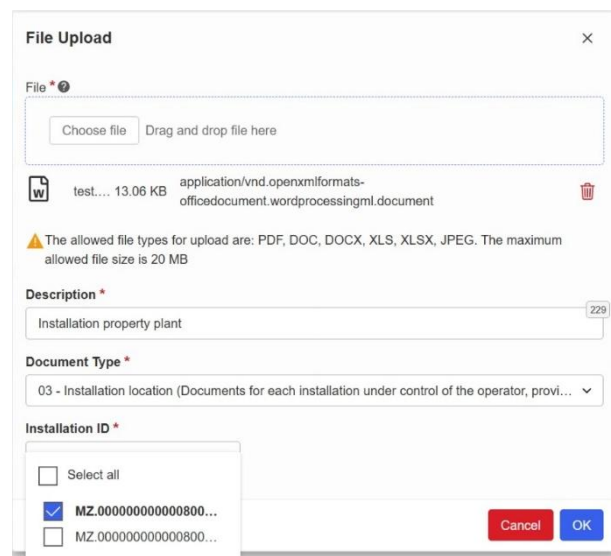 File Upload
File *
Choose file Drag and drop file here
test.... 13.06 KB application/vnd.openxmlformats-
officedocument.wordprocessingml.document
The allowed file types for upload are: PDF, DOC, DOCX, XLS, XLSX, JPEG. The maximum
allowed file size is 20 MB
Description *
229
Installation property plant
Document Type *
03 - Installation location (Documents for each installation under control of the operator, provi...
Installation ID *
Select all
MZ.000000000000800...
MZ.000000000000800...
Cancel OK